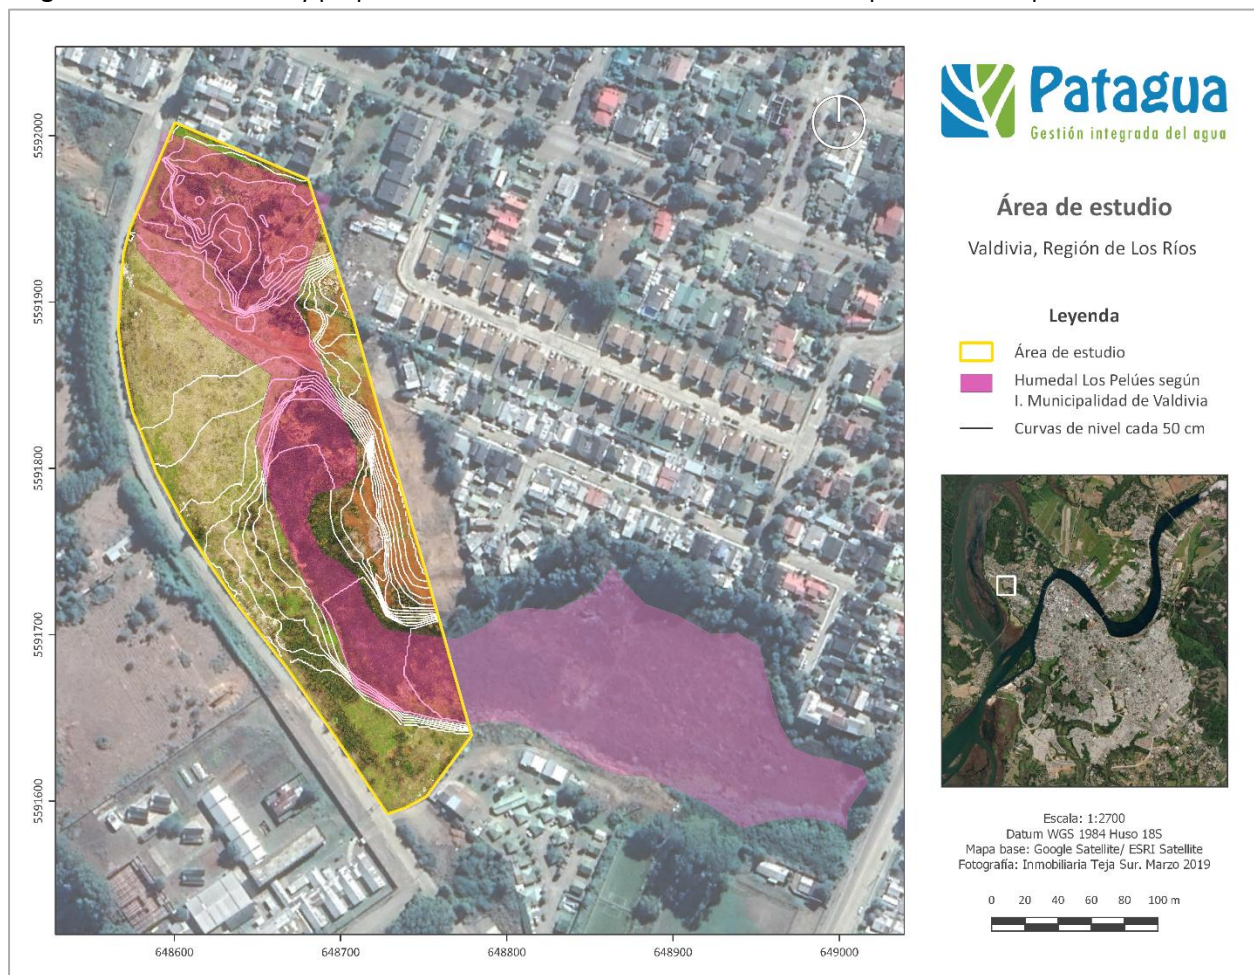 Patagua
Gestión integrada del agua
Área de estudio
Valdivia, Región de Los Ríos
Leyenda
Área de estudio
Humedal Los Pelúes según
I. Municipalidad de Valdivia
Curvas de nivel cada 50 cm
Escala: 1:2700
Datum WGS 1984 Huso 18S
Mapa base: Google Satellite/ ESRI Satellite
Fotografía: Inmobiliaria Teja Sur. Marzo 2019
0 20 40 60 80 100 m
5592000
5591900
5591800
5591700
5591600
648600 648700 648800 648900 649000